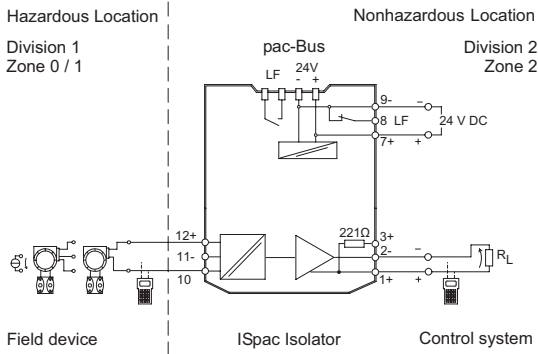 Hazardous Location
Nonhazardous Location
Division 1
Zone 0 / 1
pac-Bus
Division 2
Zone 2
LF
24V
- +
9-
–
8 LF
24 V DC
7+
+
12+
11-
10
221Ω
3+
2-
–
1+
+
RL
Field device
ISpac Isolator
Control system